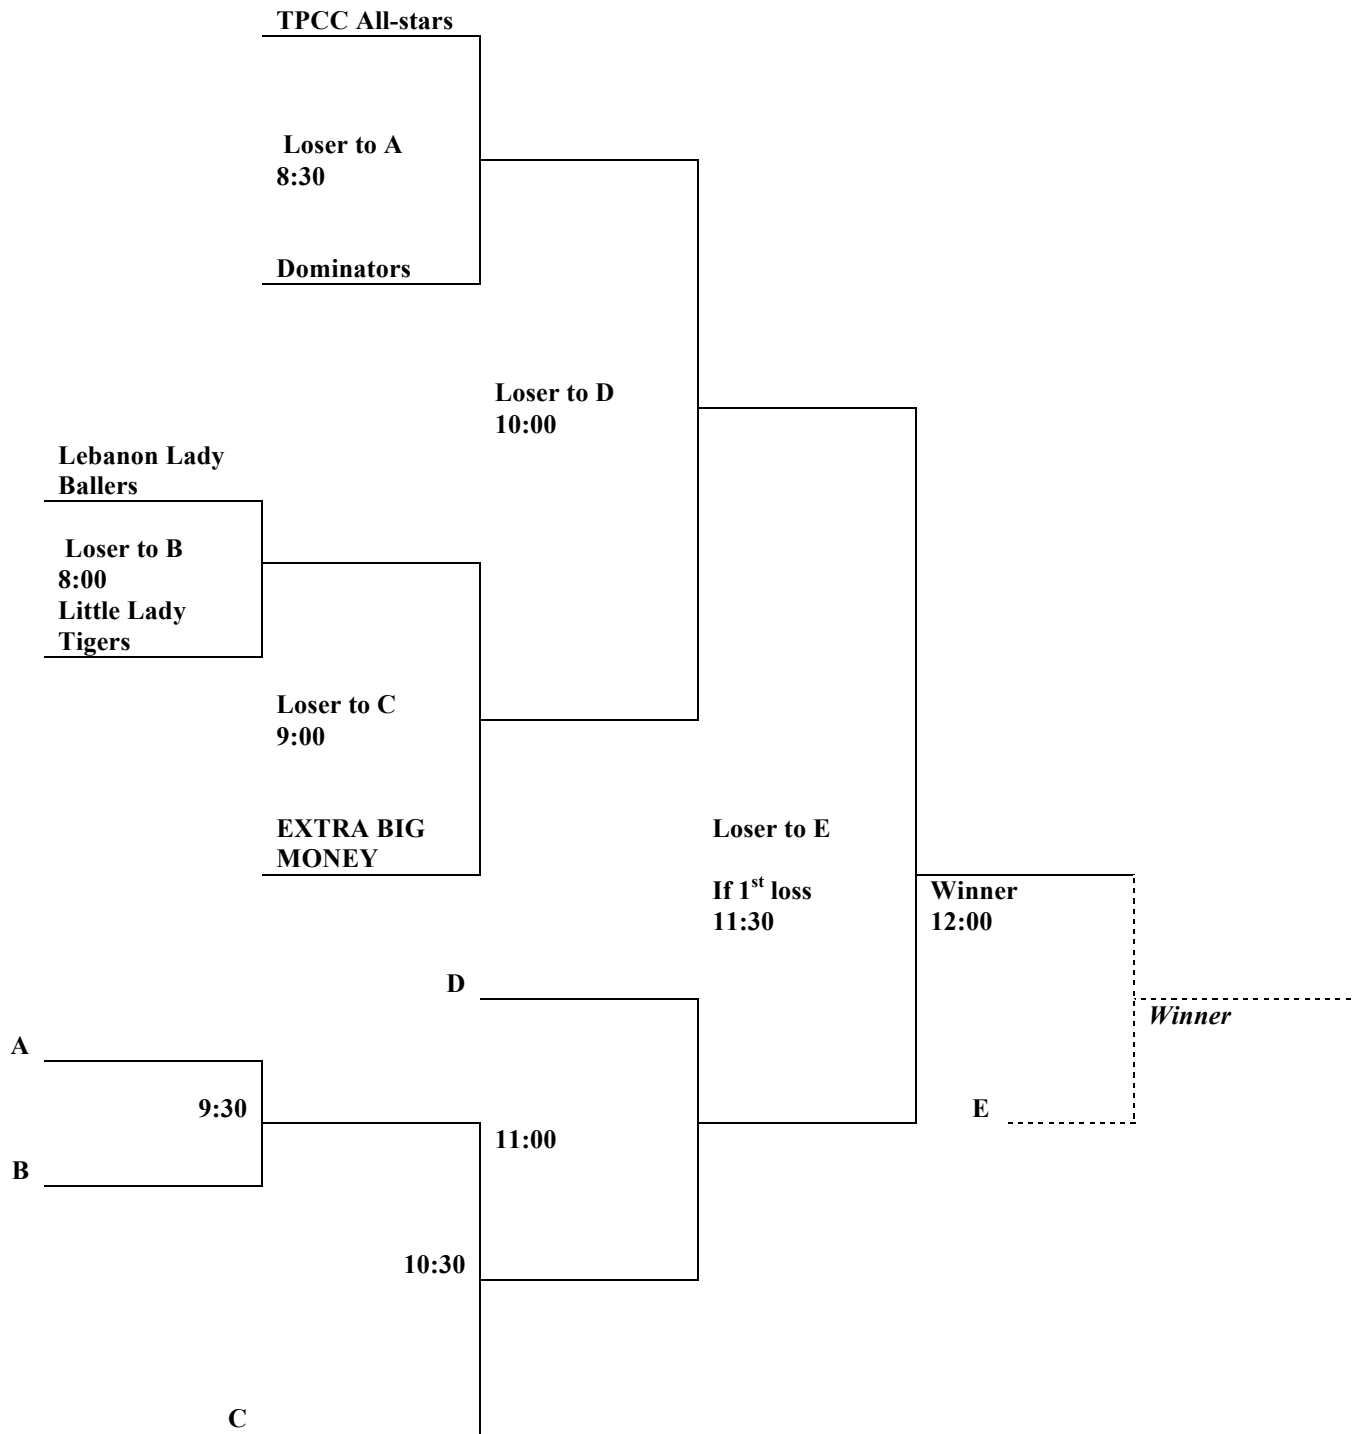 TPCC All-stars
Loser to A
8:30
Dominators
Loser to D
10:00
Lebanon Lady
Ballers
Loser to B
8:00
Little Lady
Tigers
Loser to C
9:00
EXTRA BIG
MONEY
Loser to E
If 1st loss
11:30
Winner
12:00
D
Winner
A
9:30
E
11:00
B
10:30
C